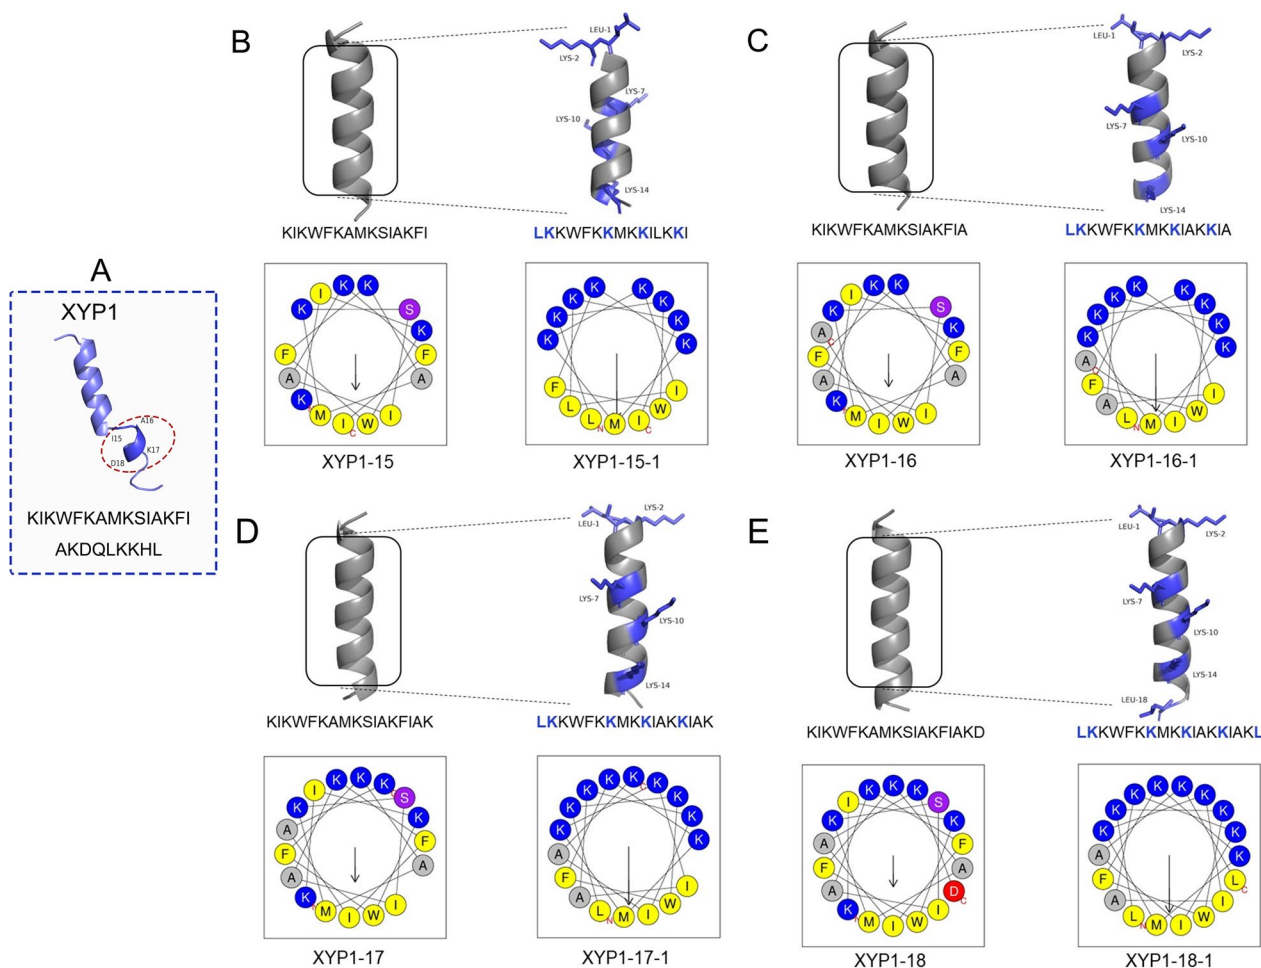 A
XYP1
A16
I15
K17
D18
KIKWFKAMKSIAKFI
AKDQLKKHL
B
LEU-1
LYS-2
LYS-7
LYS-10
LYS-14
KIKWFKAMKSIAKFI
LKKWFKKMKKILKKI
K K S K F A I W I C M K A F K I
XYP1-15
K K K K I W I C M N L L F K K K K
XYP1-15-1
C
LEU-1
LYS-2
LYS-7
LYS-10
LYS-14
KIKWFKAMKSIAKFIA
LKKWFKKMKKIAKKIA
K K S K F A I W I M K A F C A K I
XYP1-16
K K K K I W I M N L A F C A K K K K
XYP1-16-1
D
LYS-2
LEU-1
LYS-7
LYS-10
LYS-14
KIKWFKAMKSIAKFIAK
LKKWFKKMKKIAKKIAK
K K K S K F A I W I M K A F A K I
XYP1-17
K K K K K I W I M N L A F A K K K K
XYP1-17-1
E
LEU-1
LYS-2
LYS-7
LYS-10
LYS-14
LEU-18
KIKWFKAMKSIAKFIAKD
LKKWFKKMKKIAKKIAKL
K K K S K F A D C I W I M K A F A K I
XYP1-18
K K K K K K L C I W I M N L A F A K K K
XYP1-18-1